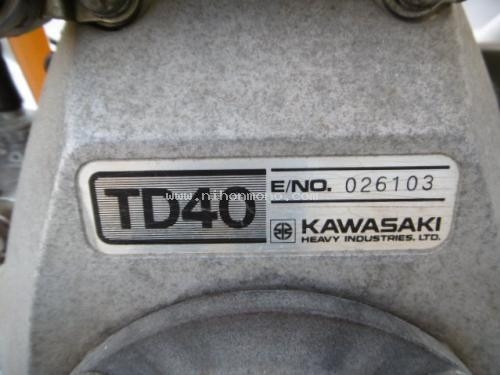 TD40
E/NO. 026103
KAWASAKI
HEAVY INDUSTRIES, LTD.
www.nihonmono.com